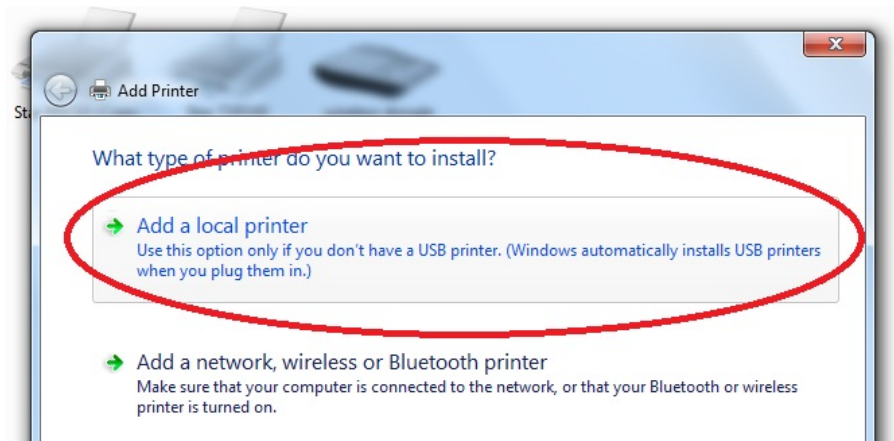 Add Printer
What type of printer do you want to install?
Add a local printer
Use this option only if you don't have a USB printer. (Windows automatically installs USB printers
when you plug them in.)
Add a network, wireless or Bluetooth printer
Make sure that your computer is connected to the network, or that your Bluetooth or wireless
printer is turned on.